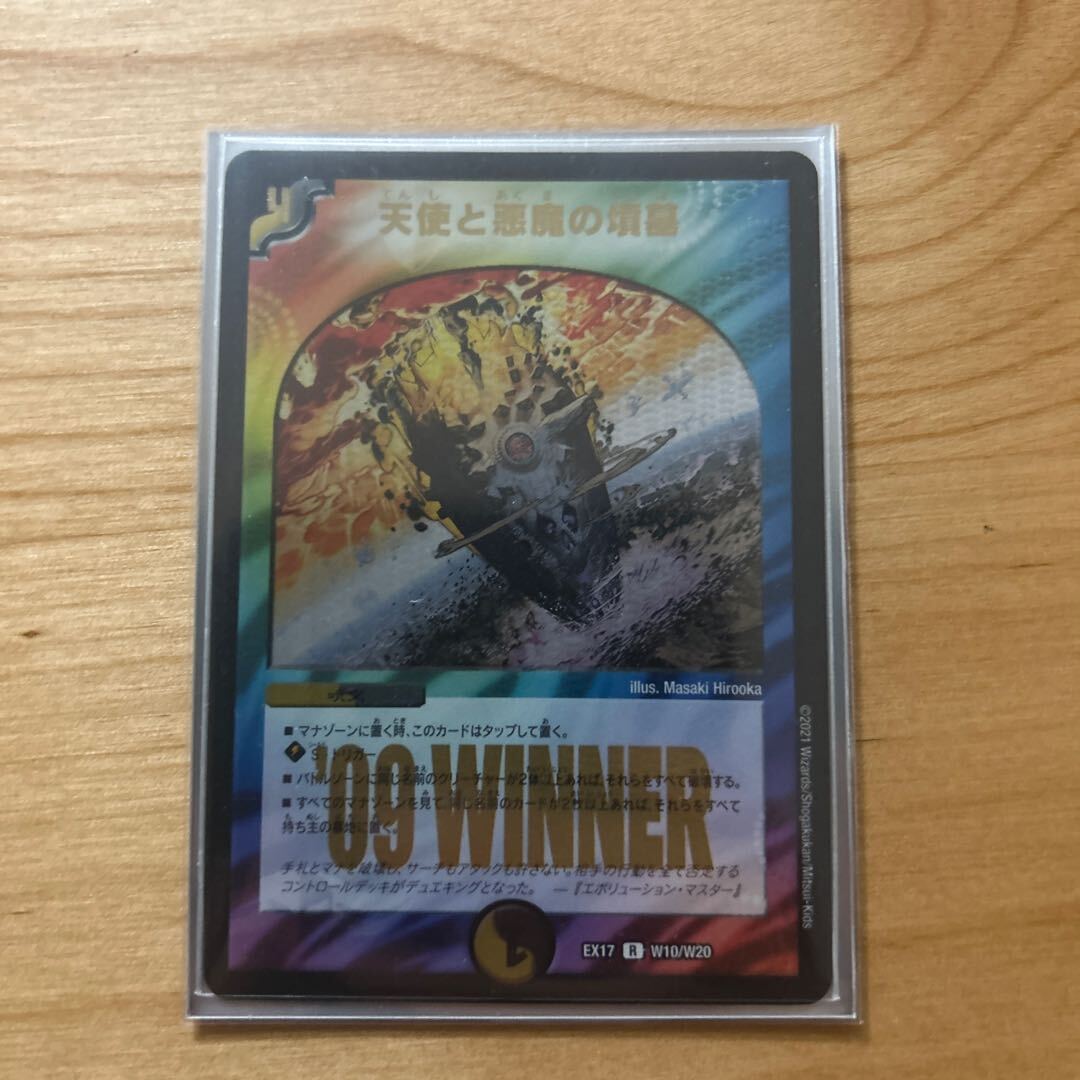 4
てんし あくま
天使と悪魔の墳墓
illus. Masaki Hirooka
呪文
■ マナゾーンに置く時、このカードはタップして置く。
S・トリガー
■ バトルゾーンに同じ名前のクリーチャーが2体以上あれば、それらをすべて破壊する。
■ すべてのマナゾーンを見て、同じ名前のカードが2枚以上あれば、それらをすべて
持ち主の墓地に置く。
'09 WINNER
手札とマナを破壊し、サーチもアタックも許さない。相手の行動を全て否定する
コントロールデッキがデュエキングとなった。 ―『エボリューション・マスター』
1
EX17 R W10/W20
©2021 Wizards/Shogakukan/Mitsui-Kids